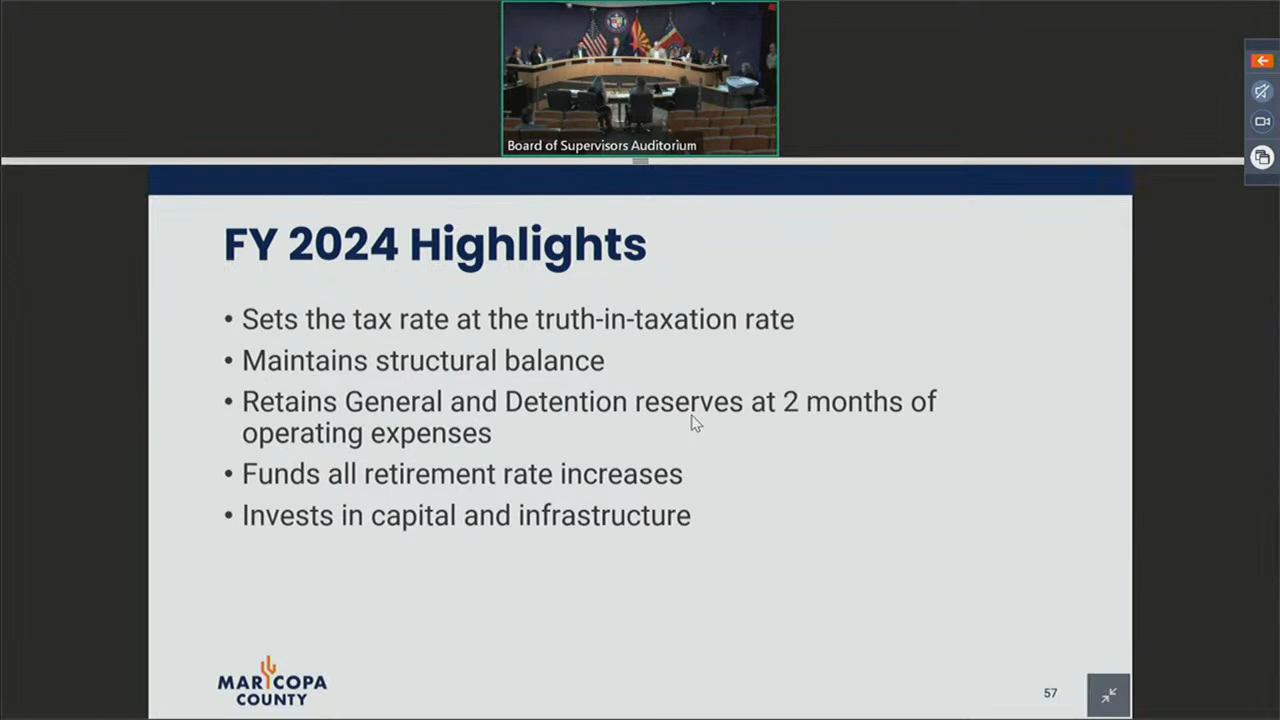 Board of Supervisors Auditorium
FY 2024 Highlights
• Sets the tax rate at the truth-in-taxation rate
• Maintains structural balance
• Retains General and Detention reserves at 2 months of
operating expenses
• Funds all retirement rate increases
• Invests in capital and infrastructure
MARICOPA
COUNTY
57